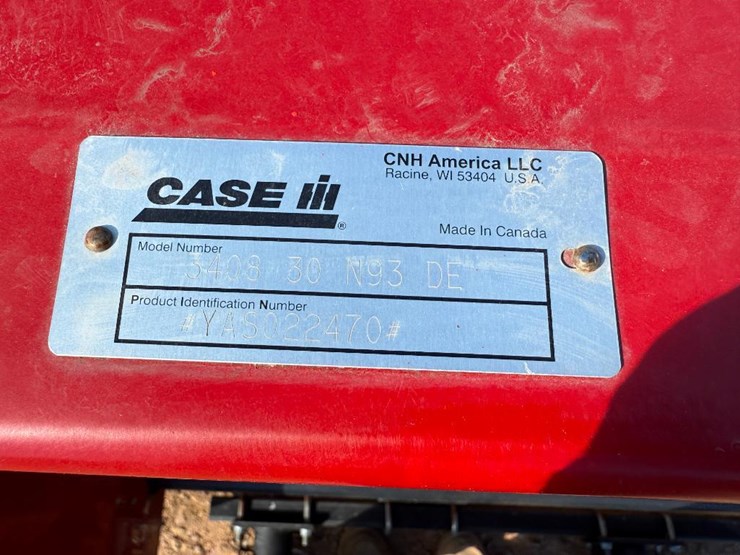 CNH America LLC
Racine, WI 53404 U.S.A.
CASE IH
®
Made In Canada
Model Number
3408 30 N93 DE
Product Identification Number
#YAS022470#